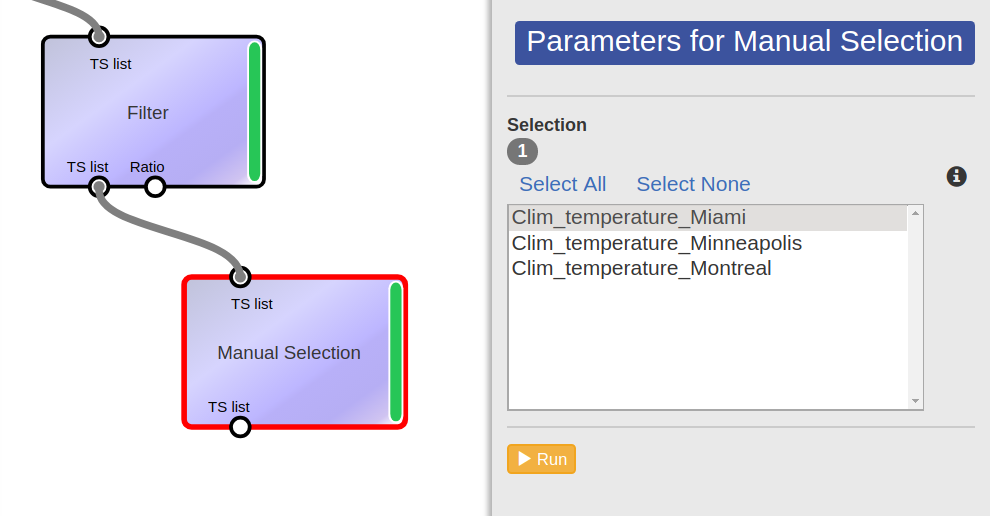 TS list
Filter
TS list Ratio
TS list
Manual Selection
TS list
Parameters for Manual Selection
Selection
1
Select All Select None
Clim_temperature_Miami
Clim_temperature_Minneapolis
Clim_temperature_Montreal
Run